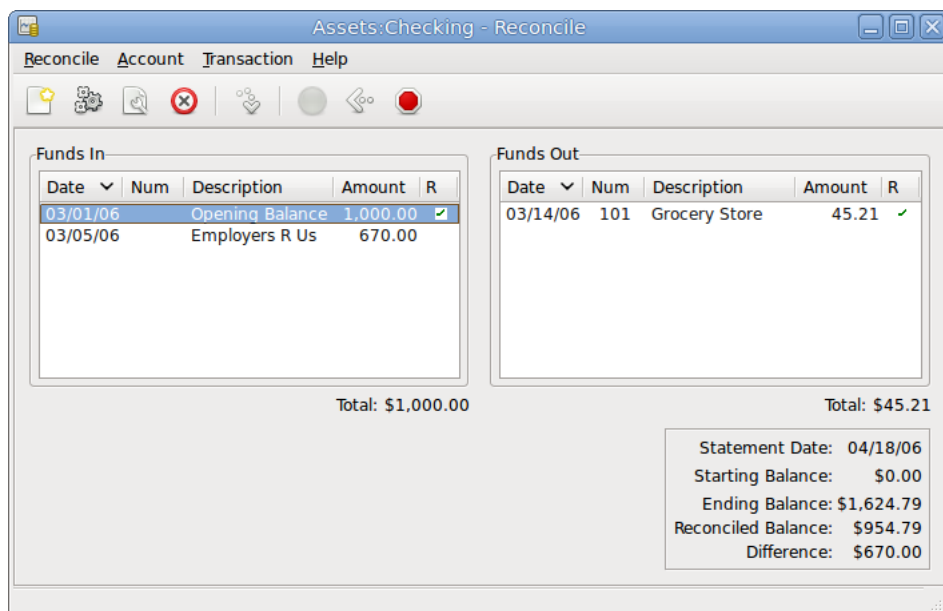 Assets:Checking - Reconcile
Reconcile Account Transaction Help
Funds In
Date Num Description Amount R
03/01/06 Opening Balance 1,000.00
03/05/06 Employers R Us 670.00
Total: $1,000.00
Funds Out
Date Num Description Amount R
03/14/06 101 Grocery Store 45.21
Total: $45.21
Statement Date: 04/18/06
Starting Balance: $0.00
Ending Balance: $1,624.79
Reconciled Balance: $954.79
Difference: $670.00